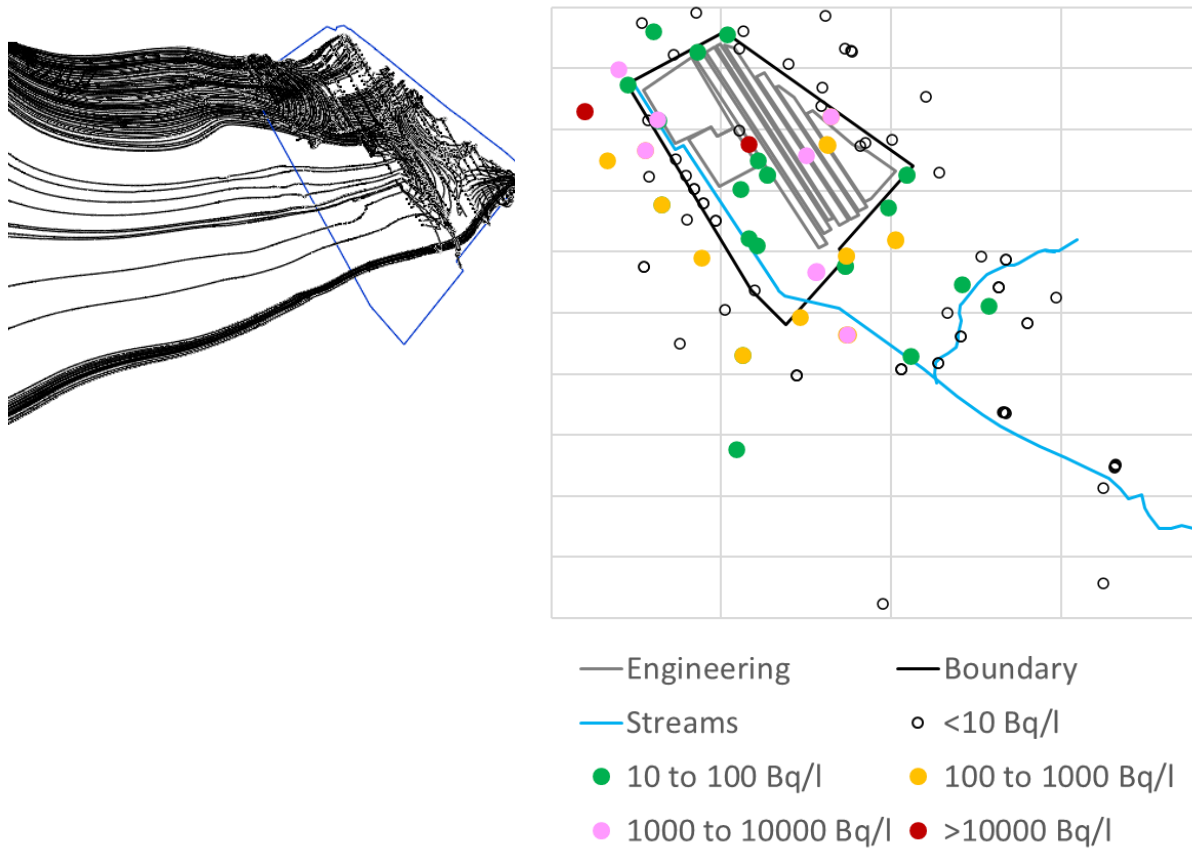 Engineering Boundary
Streams <10 Bq/l
10 to 100 Bq/l 100 to 1000 Bq/l
1000 to 10000 Bq/l >10000 Bq/l